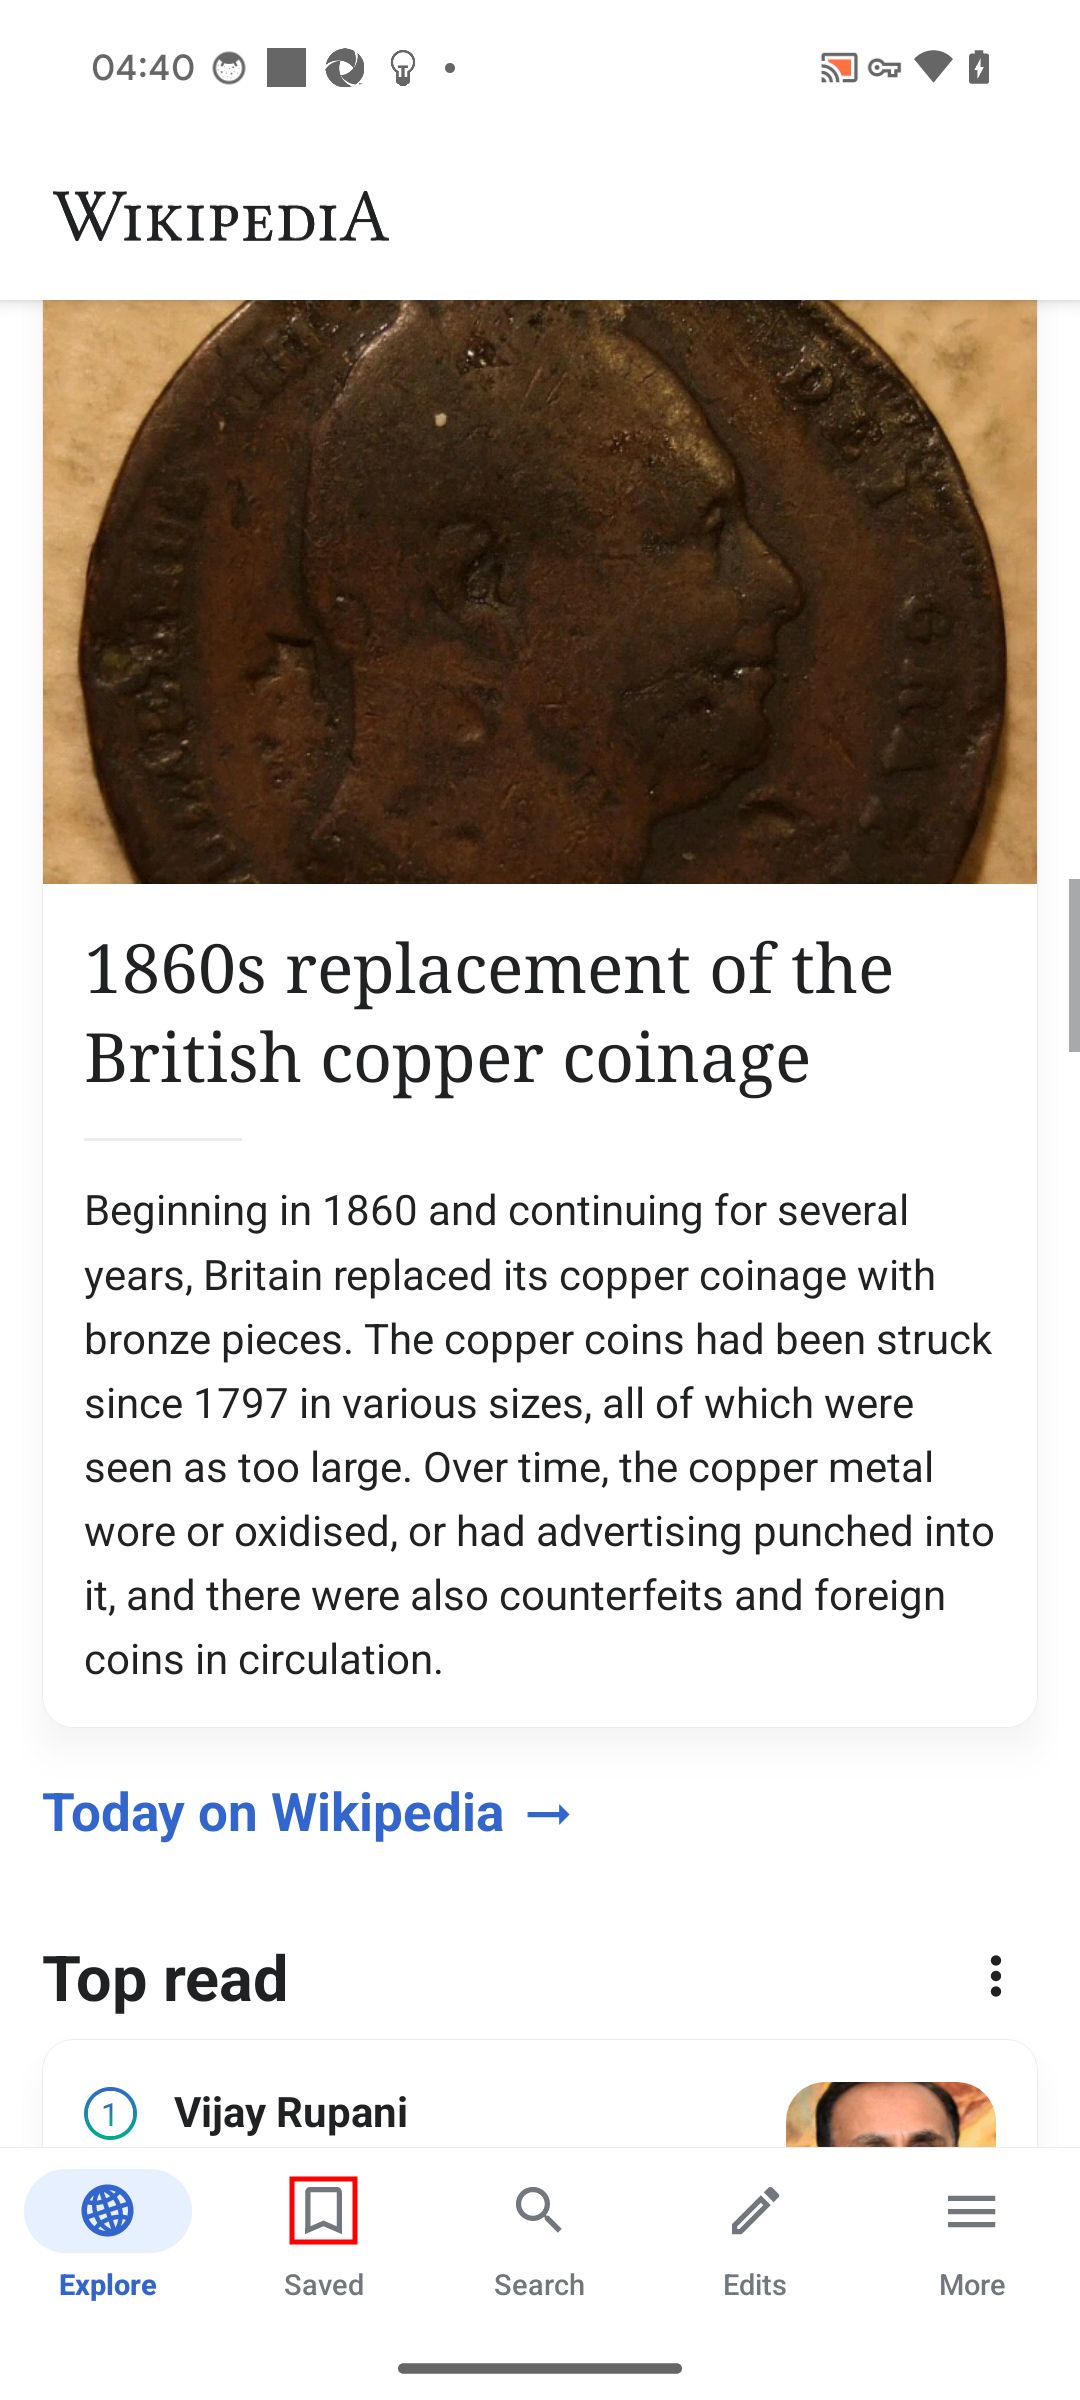 04:40
WIKIPEDIA
1860s replacement of the
British copper coinage
Beginning in 1860 and continuing for several
years, Britain replaced its copper coinage with
bronze pieces. The copper coins had been struck
since 1797 in various sizes, all of which were
seen as too large. Over time, the copper metal
wore or oxidised, or had advertising punched into
it, and there were also counterfeits and foreign
coins in circulation.
Today on Wikipedia →
Top read
1 Vijay Rupani
Explore Saved Search Edits More